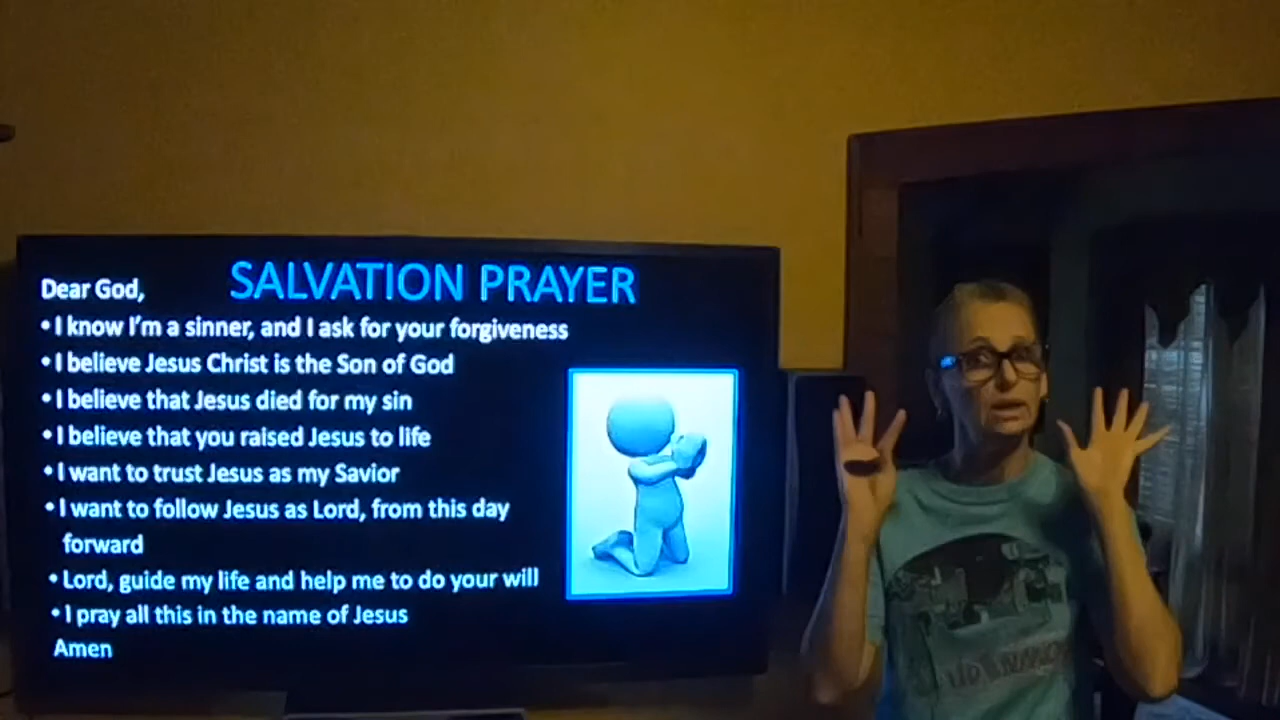 SALVATION PRAYER
Dear God,
• I know I'm a sinner, and I ask for your forgiveness
• I believe Jesus Christ is the Son of God
• I believe that Jesus died for my sin
• I believe that you raised Jesus to life
• I want to trust Jesus as my Savior
• I want to follow Jesus as Lord, from this day
forward
• Lord, guide my life and help me to do your will
• I pray all this in the name of Jesus
Amen